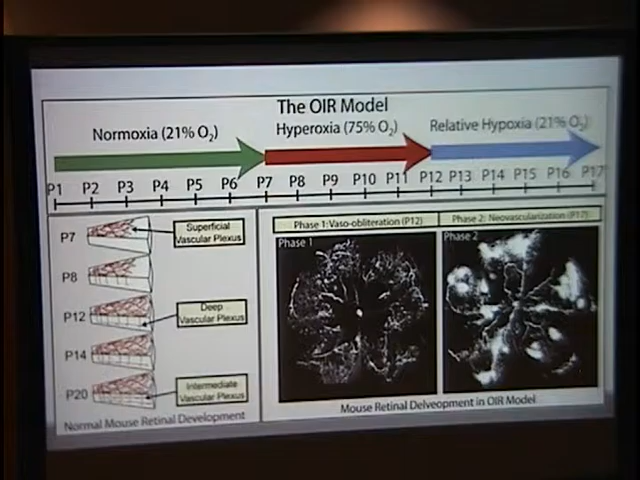 The OIR Model
Normoxia (21% O₂)
Hyperoxia (75% O₂)
Relative Hypoxia (21% O₂)
P1 P2 P3 P4 P5 P6 P7 P8 P9 P10 P11 P12 P13 P14 P15 P16 P17
P7
Superficial
Vascular Plexus
P8
P12
Deep
Vascular Plexus
P14
P20
Intermediate
Vascular Plexus
Normal Mouse Retinal Development
Phase 1: Vaso-obliteration (P12)
Phase 2: Neovascularization (P17)
Phase 1
Phase 2
Mouse Retinal Delveopment in OIR Model